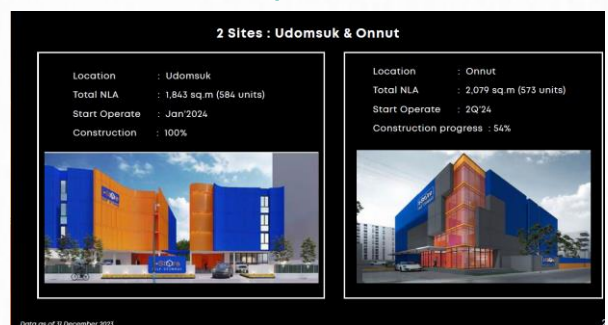 2 Sites : Udomsuk & Onnut
Location : Udomsuk
Total NLA : 1,843 sq.m (584 units)
Start Operate : Jan'2024
Construction : 100%
Location : Onnut
Total NLA : 2,079 sq.m (573 units)
Start Operate : 2Q'24
Construction progress : 54%
Data as of 31 December 2023